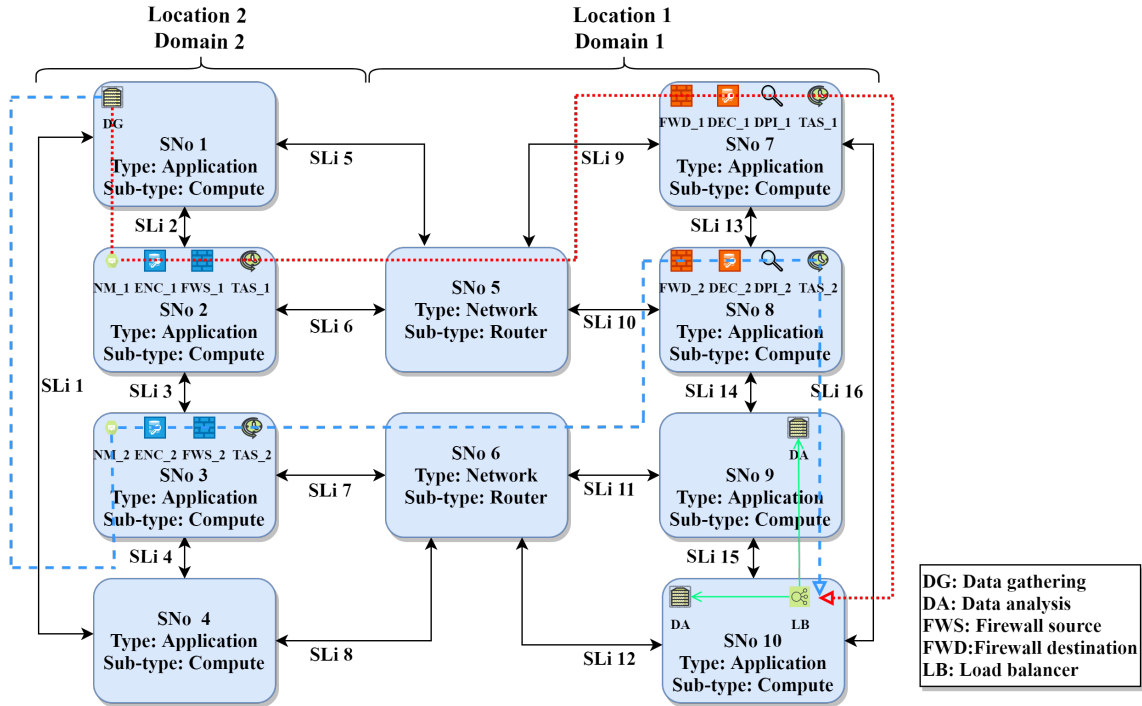 Location 2
Domain 2
Location 1
Domain 1
DG
SNo 1
Type: Application
Sub-type: Compute
SLi 5
SLi 9
FWD_1 DEC_1 DPI_1 TAS_1
SNo 7
Type: Application
Sub-type: Compute
SLi 2
SLi 13
NM_1 ENC_1 FWS_1 TAS_1
SNo 2
Type: Application
Sub-type: Compute
SLi 6
SNo 5
Type: Network
Sub-type: Router
SLi 10
FWD_2 DEC_2 DPI_2 TAS_2
SNo 8
Type: Application
Sub-type: Compute
SLi 1
SLi 3
SLi 14
SLi 16
NM_2 ENC_2 FWS_2 TAS_2
SNo 3
Type: Application
Sub-type: Compute
SLi 7
SNo 6
Type: Network
Sub-type: Router
SLi 11
DA
SNo 9
Type: Application
Sub-type: Compute
SLi 4
SLi 15
SNo 4
Type: Application
Sub-type: Compute
SLi 8
SLi 12
DA
LB
SNo 10
Type: Application
Sub-type: Compute
DG: Data gathering
DA: Data analysis
FWS: Firewall source
FWD:Firewall destination
LB: Load balancer